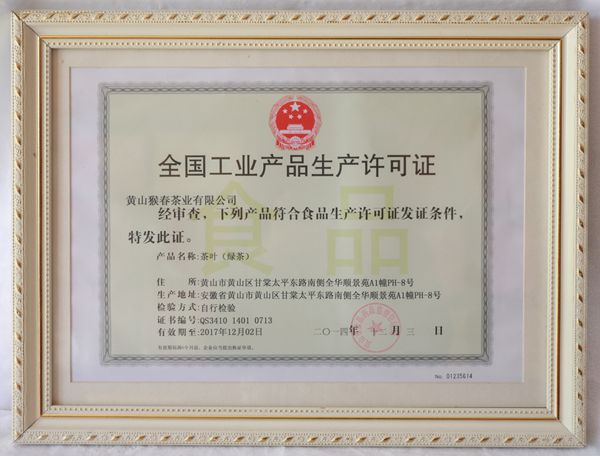 全国工业产品生产许可证
食品
黄山猴春茶业有限公司
经审查，下列产品符合食品生产许可证发证条件，
特发此证。
产品名称:茶叶（绿茶）
住 所:黄山市黄山区甘棠太平东路南侧全华顺景苑A1幢PH-8号
生产地址:安徽省黄山市黄山区甘棠太平东路南侧全华顺景苑A1幢PH-8号
检验方式:自行检验
证书编号:QS3410 1401 0713
有效期至:2017年12月02日
二〇一四年 十二月 三 日
No. 01235614